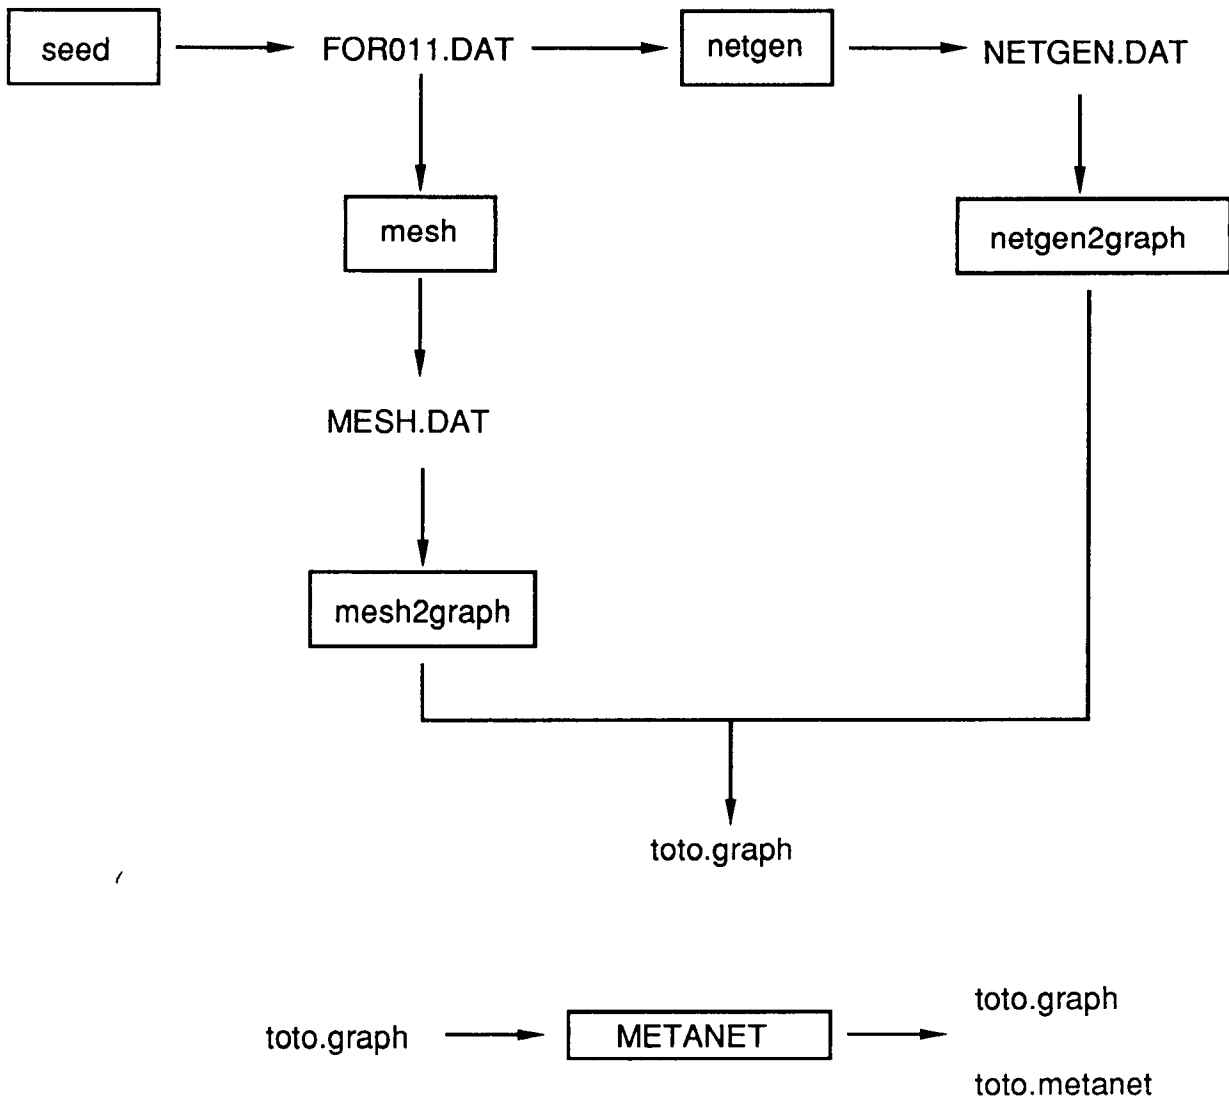 seed
FOR011.DAT
netgen
NETGEN.DAT
mesh
netgen2graph
MESH.DAT
mesh2graph
toto.graph
toto.graph
toto.graph
METANET
toto.metanet